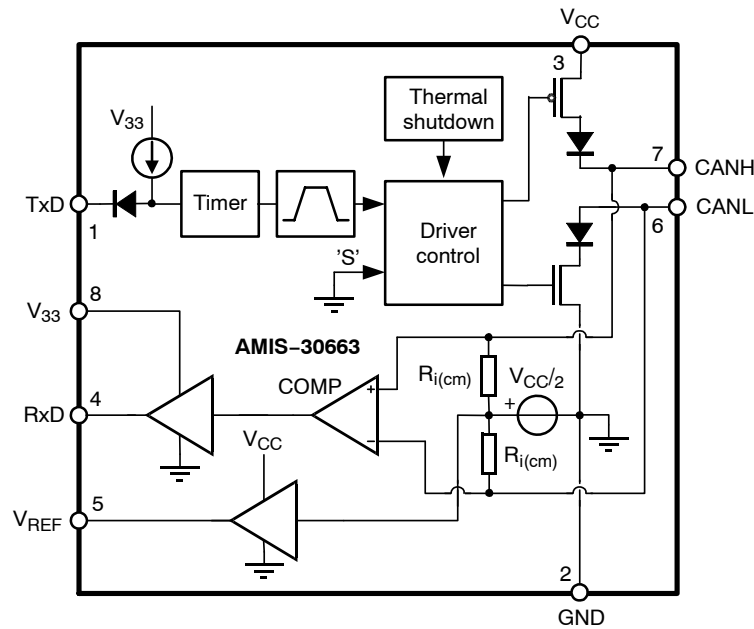 VCC
3
Thermal
shutdown
V33
7
CANH
TxD
1
Timer
Driver
control
CANL
6
'S'
8
V33
AMIS−30663
COMP
+
Ri(cm)
VCC/2
+
4
RxD
−
Ri(cm)
VCC
5
VREF
2
GND